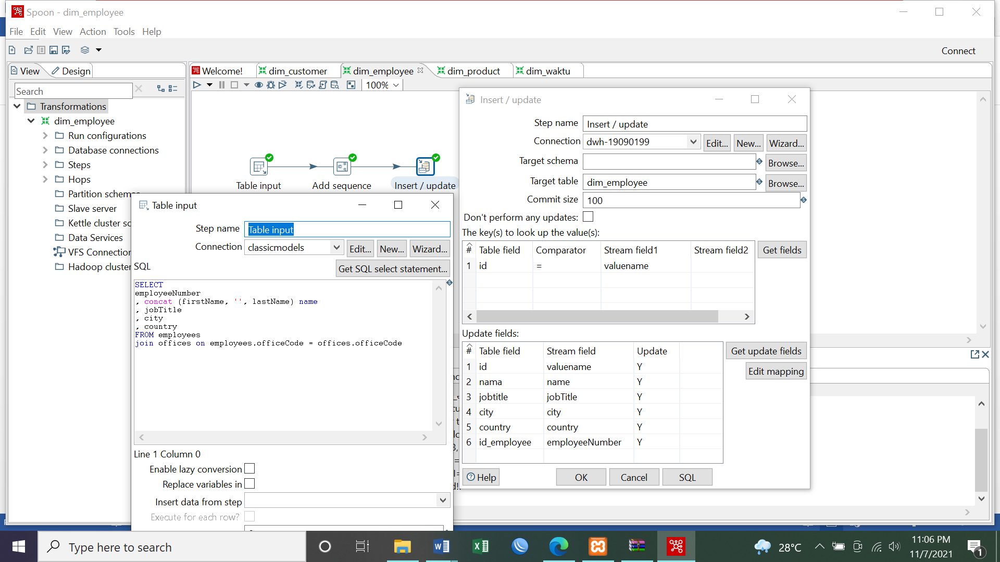 Spoon - dim_employee
File Edit View Action Tools Help
Connect
View Design
Welcome! dim_customer dim_employee dim_product dim_waktu
Search
100%
Transformations
dim_employee
Run configurations
Database connections
Steps
Hops
Partition schemas
Slave server
Kettle cluster sc
Data Services
VFS Connection
Hadoop cluster
Table input Add sequence Insert / update
Table input
Step name Table input
Connection classicmodels Edit... New... Wizard...
SQL Get SQL select statement...
SELECT
employeeNumber
, concat (firstName, '', lastName) name
, jobTitle
, city
, country
FROM employees
join offices on employees.officeCode = offices.officeCode
Line 1 Column 0
Enable lazy conversion
Replace variables in
Insert data from step
Execute for each row?
Insert / update
Step name Insert / update
Connection dwh-19090199 Edit... New... Wizard...
Target schema Browse...
Target table dim_employee Browse...
Commit size 100
Don't perform any updates:
The key(s) to look up the value(s):
# Table field Comparator Stream field1 Stream field2 Get fields
1 id = valuename
Update fields:
# Table field Stream field Update Get update fields
1 id valuename Y
Edit mapping
2 nama name Y
3 jobtitle jobTitle Y
4 city city Y
5 country country Y
6 id_employee employeeNumber Y
Help OK Cancel SQL
Type here to search
28°C
11:06 PM
11/7/2021
1